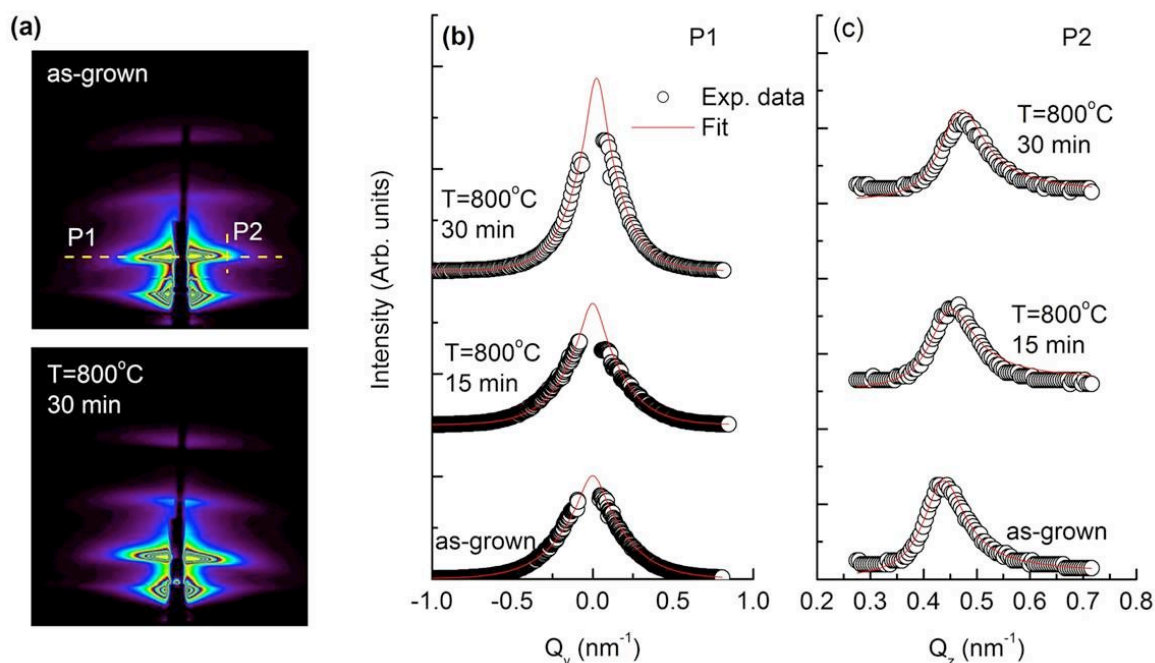 (a)
as-grown
P1
P2
T=800°C
30 min
(b)
P1
Exp. data
Fit
T=800°C
30 min
T=800°C
15 min
as-grown
Intensity (Arb. units)
-1.0
-0.5
0.0
0.5
1.0
Q_y (nm⁻¹)
(c)
P2
T=800°C
30 min
T=800°C
15 min
as-grown
0.2
0.3
0.4
0.5
0.6
0.7
0.8
Q_z (nm⁻¹)